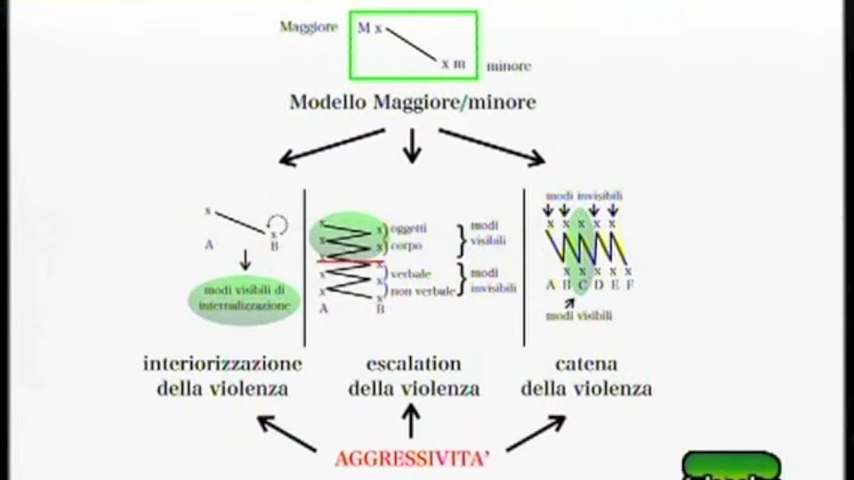 Maggiore
M x
x m
minore
Modello Maggiore/minore
x
x
A
B
modi visibili di
internalizzazione
interiorizzazione
della violenza
x
x
x
x
x
x
x
x
x
oggetti
corpo
verbale
non verbale
modi
visibili
modi
invisibili
A
B
escalation
della violenza
modi invisibili
x x x x x
x x x x x
A B C D E F
modi visibili
catena
della violenza
AGGRESSIVITA'